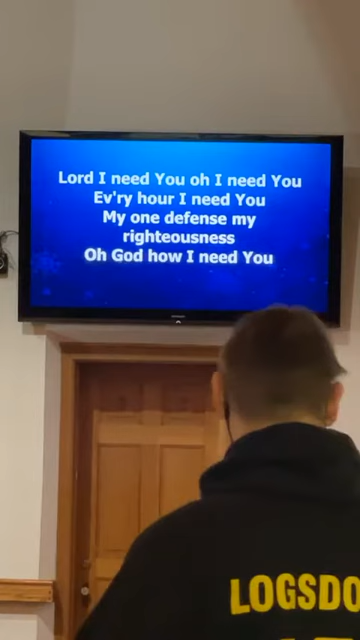 Lord I need You oh I need You
Ev'ry hour I need You
My one defense my
righteousness
Oh God how I need You
LOGSDO